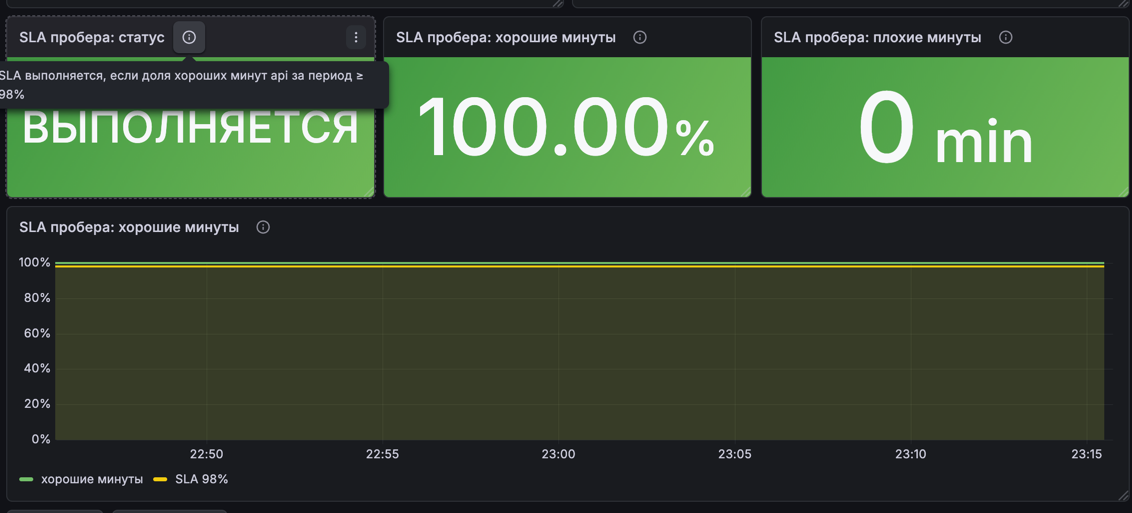 SLA пробера: статус
SLA пробера: хорошие минуты
SLA пробера: плохие минуты
SLA выполняется, если доля хороших минут api за период ≥
98%
ВЫПОЛНЯЕТСЯ
100.00%
0 min
SLA пробера: хорошие минуты
100%
80%
60%
40%
20%
0%
22:50
22:55
23:00
23:05
23:10
23:15
хорошие минуты
SLA 98%